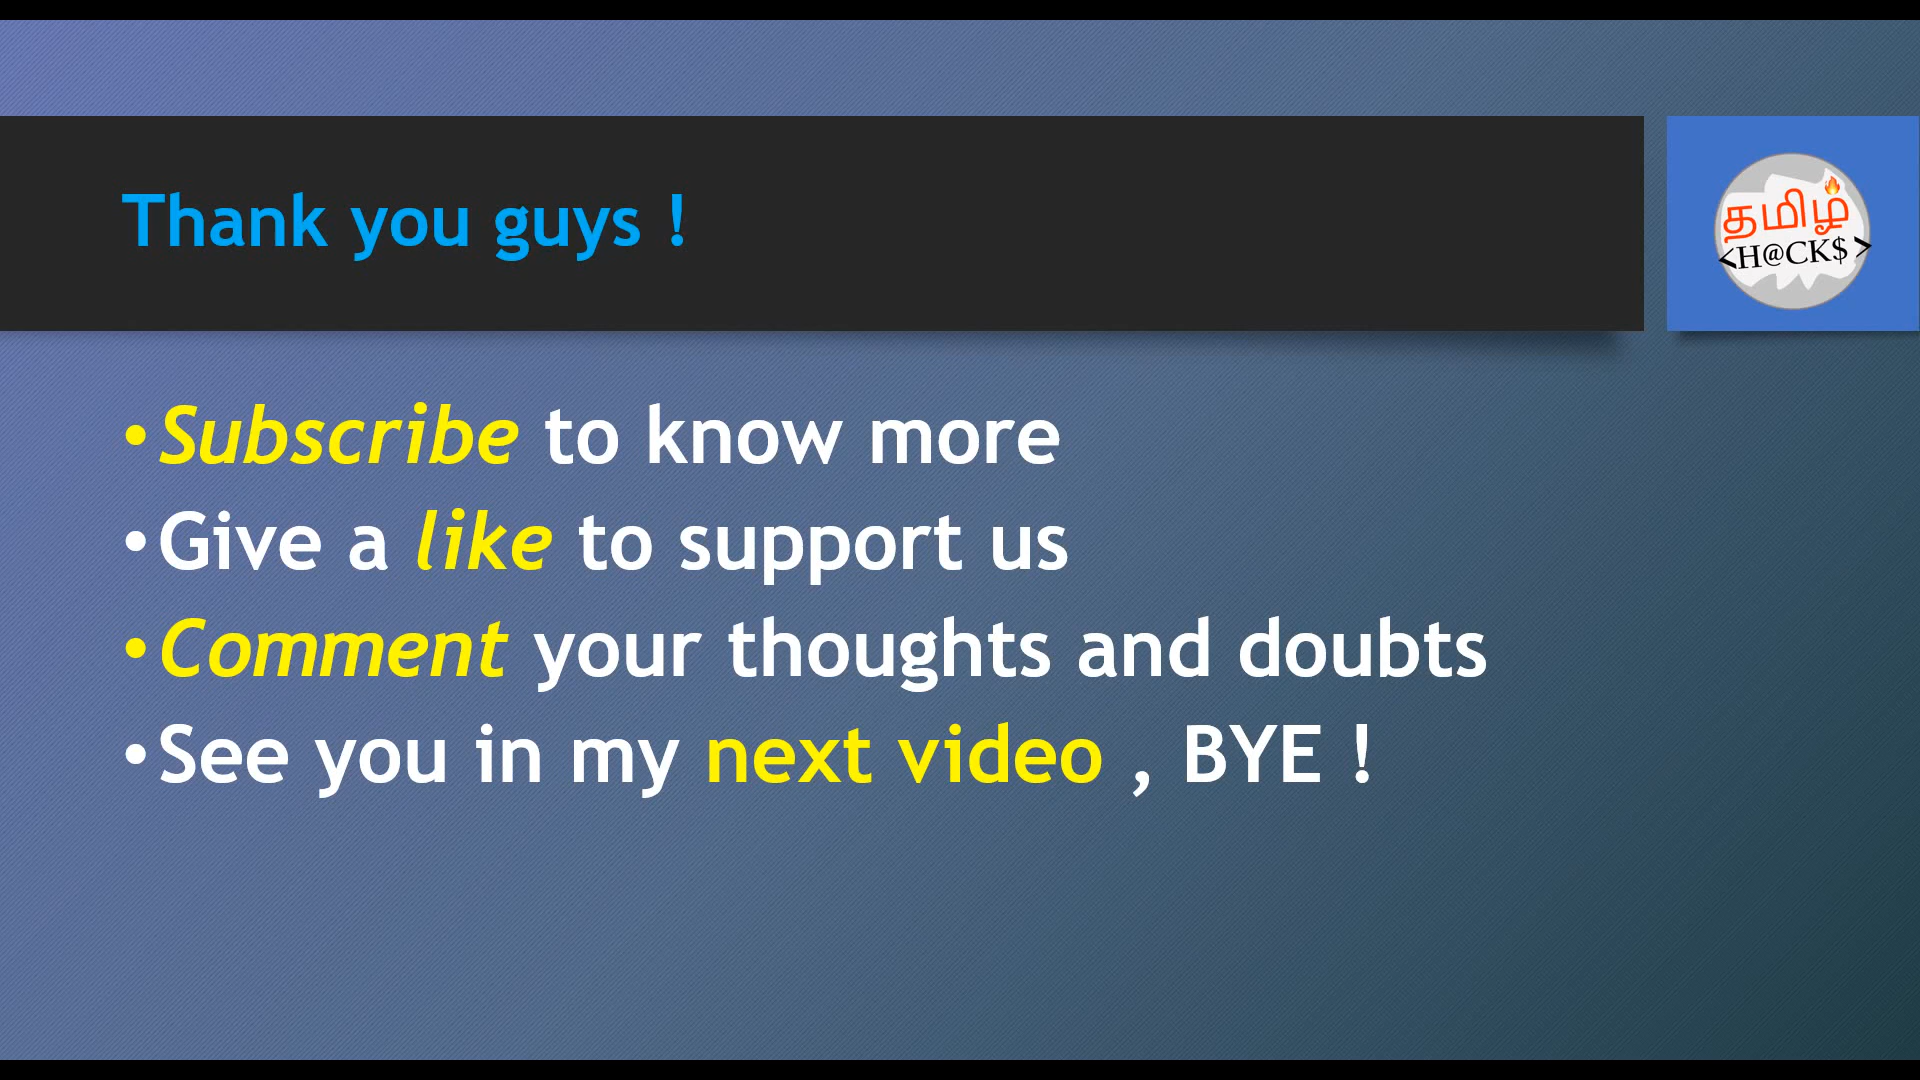 Thank you guys !
தமிழ்
<H@CK$>
•Subscribe to know more
•Give a like to support us
•Comment your thoughts and doubts
•See you in my next video , BYE !